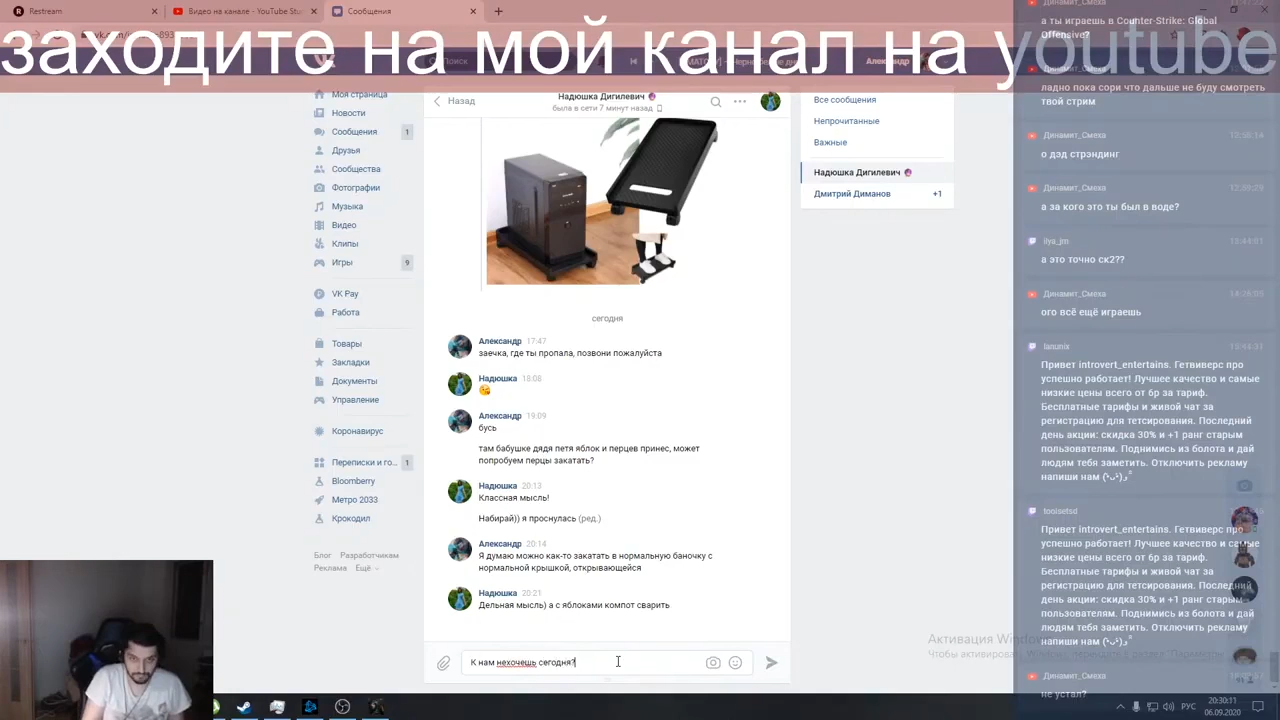 Restream
Видео на канале - YouTube Stu
Сообщения
заходите на мой канал на youtube
Александр
Моя страница
Новости
Сообщения 1
Друзья
Сообщества
Фотографии
Музыка
Видео
Клипы
Игры 9
VK Pay
Работа
Товары
Закладки
Документы
Управление
Коронавирус
Переписки и го... 1
Bloomberry
Метро 2033
Крокодил
Блог Разработчикам
Реклама Ещё
Назад
Надюшка Дигилевич
была в сети 7 минут назад
сегодня
Александр 17:47
заечка, где ты пропала, позвони пожалуйста
Надюшка 18:08
Александр 19:09
бусь
там бабушке дядя петя яблок и перцев принес, может
попробуем перцы закатать?
Надюшка 20:13
Классная мысль!
Набирай)) я проснулась (ред.)
Александр 20:14
Я думаю можно как-то закатать в нормальную баночку с
нормальной крышкой, открывающейся
Надюшка 20:21
Дельная мысль) а с яблоками компот сварить
К нам нехочешь сегодня?
Все сообщения
Непрочитанные
Важные
Надюшка Дигилевич
Дмитрий Диманов +1
Динамит_Смеха
а ты играешь в Counter-Strike: Global
Offensive?
Динамит_Смеха
ладно пока сори что дальше не буду смотреть
твой стрим
Динамит_Смеха
о дэд стрэндинг
Динамит_Смеха
а за кого это ты был в воде?
ilya_jm
а это точно ск2??
Динамит_Смеха
ого всё ещё играешь
lanunix
Привет introvert_entertains. Гетвиверс про
успешно работает! Лучшее качество и самые
низкие цены всего от 6р за тариф.
Бесплатные тарифы и живой чат за
регистрацию для тетсирования. Последний
день акции: скидка 30% и +1 ранг старым
пользователям. Поднимись из болота и дай
людям тебя заметить. Отключить рекламу
напиши нам
toolsetsd
Привет introvert_entertains. Гетвиверс про
успешно работает! Лучшее качество и самые
низкие цены всего от 6р за тариф.
Бесплатные тарифы и живой чат за
регистрацию для тетсирования. Последний
день акции: скидка 30% и +1 ранг старым
пользователям. Поднимись из болота и дай
людям тебя заметить. Отключить рекламу
напиши нам
Динамит_Смеха
не устал?
Активация Windows
Чтобы активировать Windows, перейдите в раздел "Параметры
РУС
20:30:11
06.09.2020